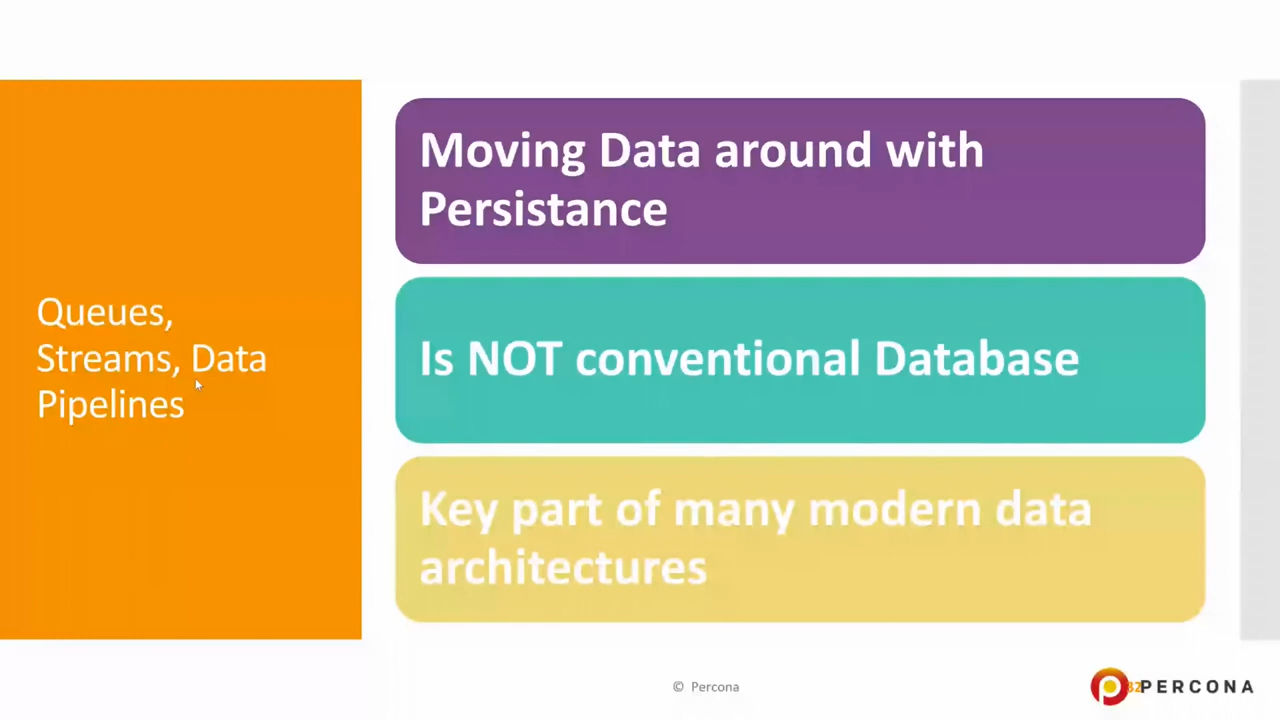 Queues,
Streams, Data
Pipelines
Moving Data around with
Persistance
Is NOT conventional Database
Key part of many modern data
architectures
© Percona
PERCONA